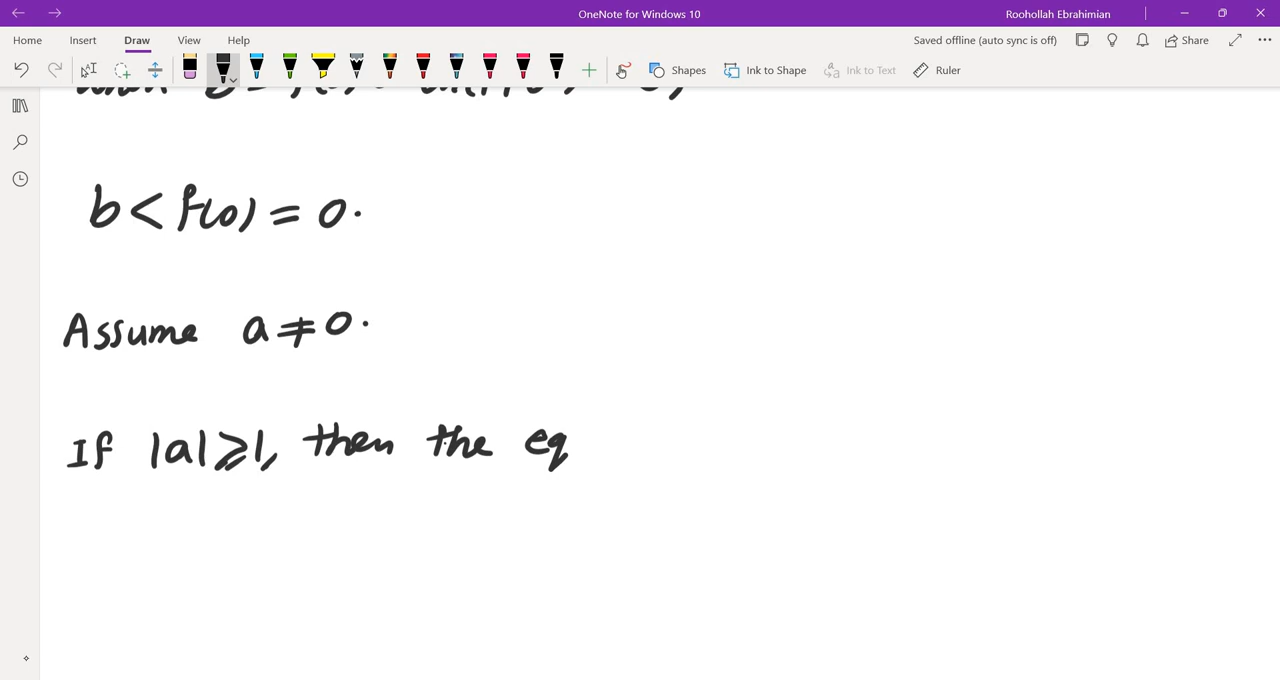 OneNote for Windows 10
Roohollah Ebrahimian
Home Insert Draw View Help
Saved offline (auto sync is off)
Share
Shapes
Ink to Shape
Ink to Text
Ruler
b < f(0) = 0.
Assume a ≠ 0.
If |a| ⩾ 1, then the eq